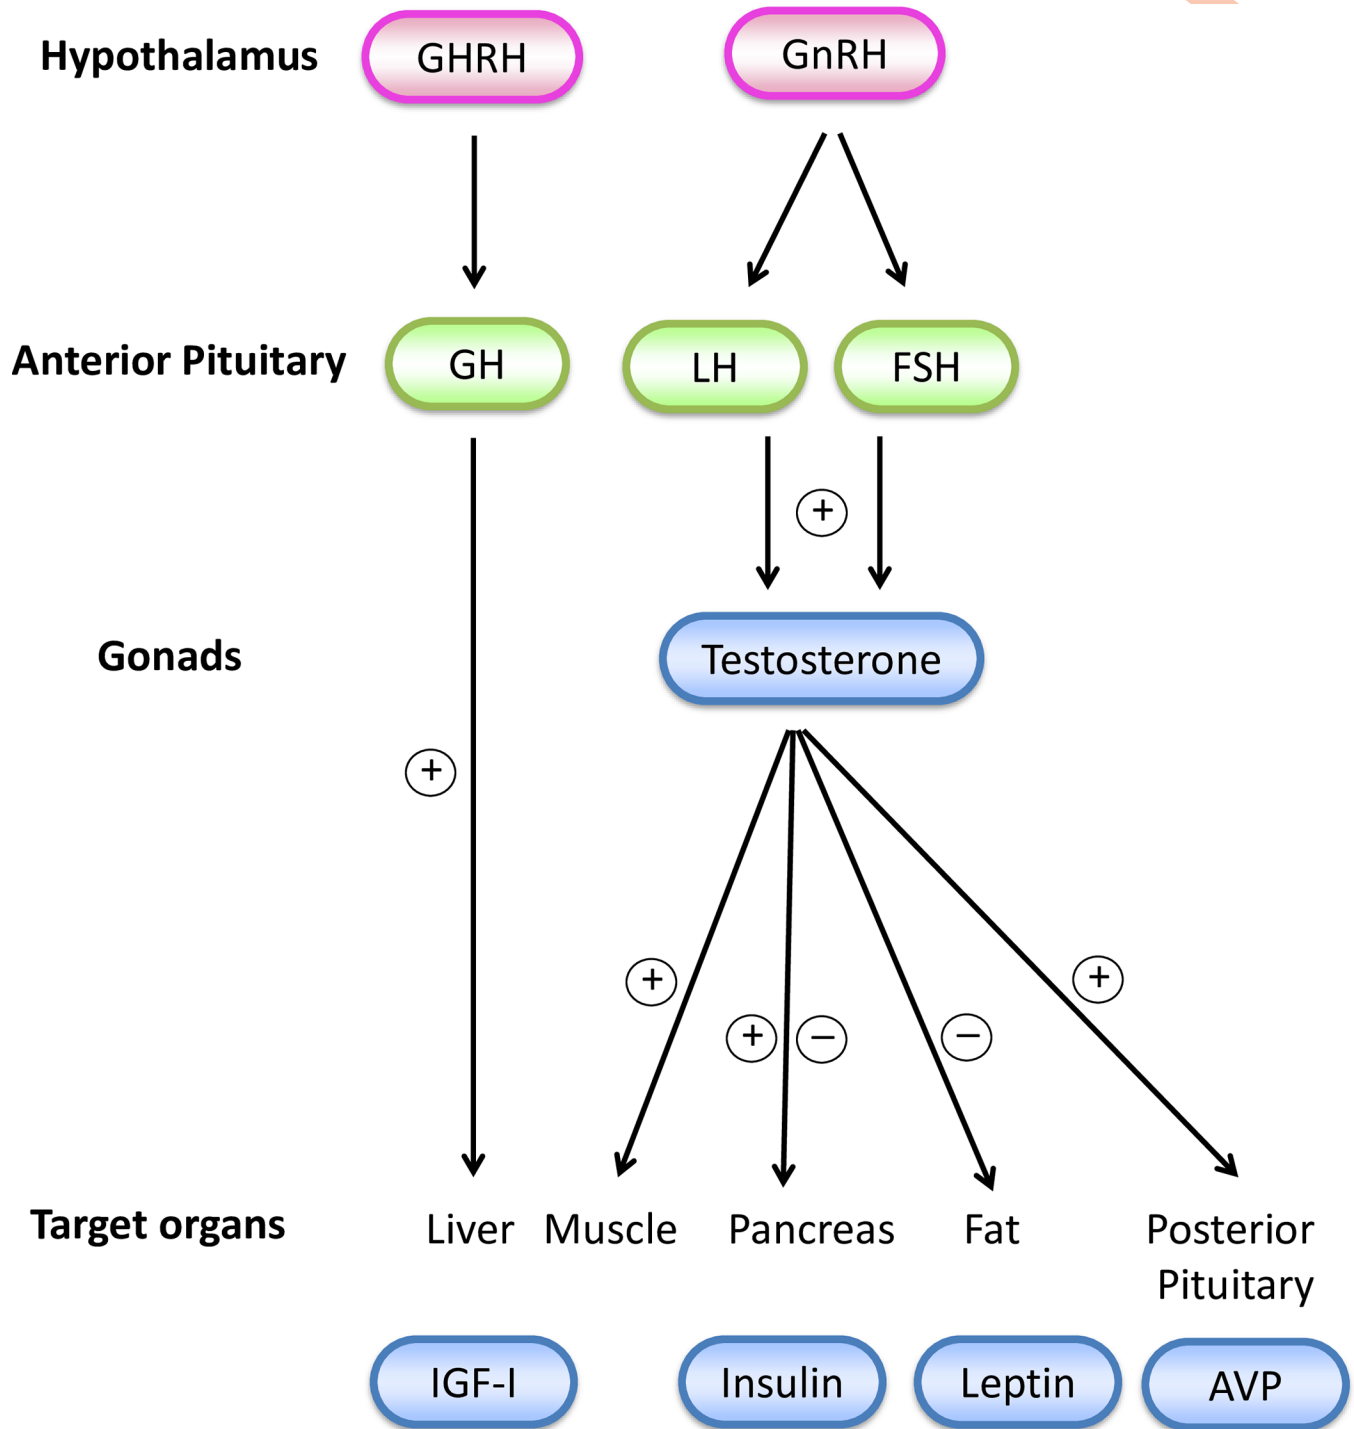 Hypothalamus GHRH GnRH
Anterior Pituitary GH LH FSH
+
Gonads Testosterone
+
+ +
+ − −
Target organs Liver Muscle Pancreas Fat Posterior
Pituitary
IGF-I Insulin Leptin AVP